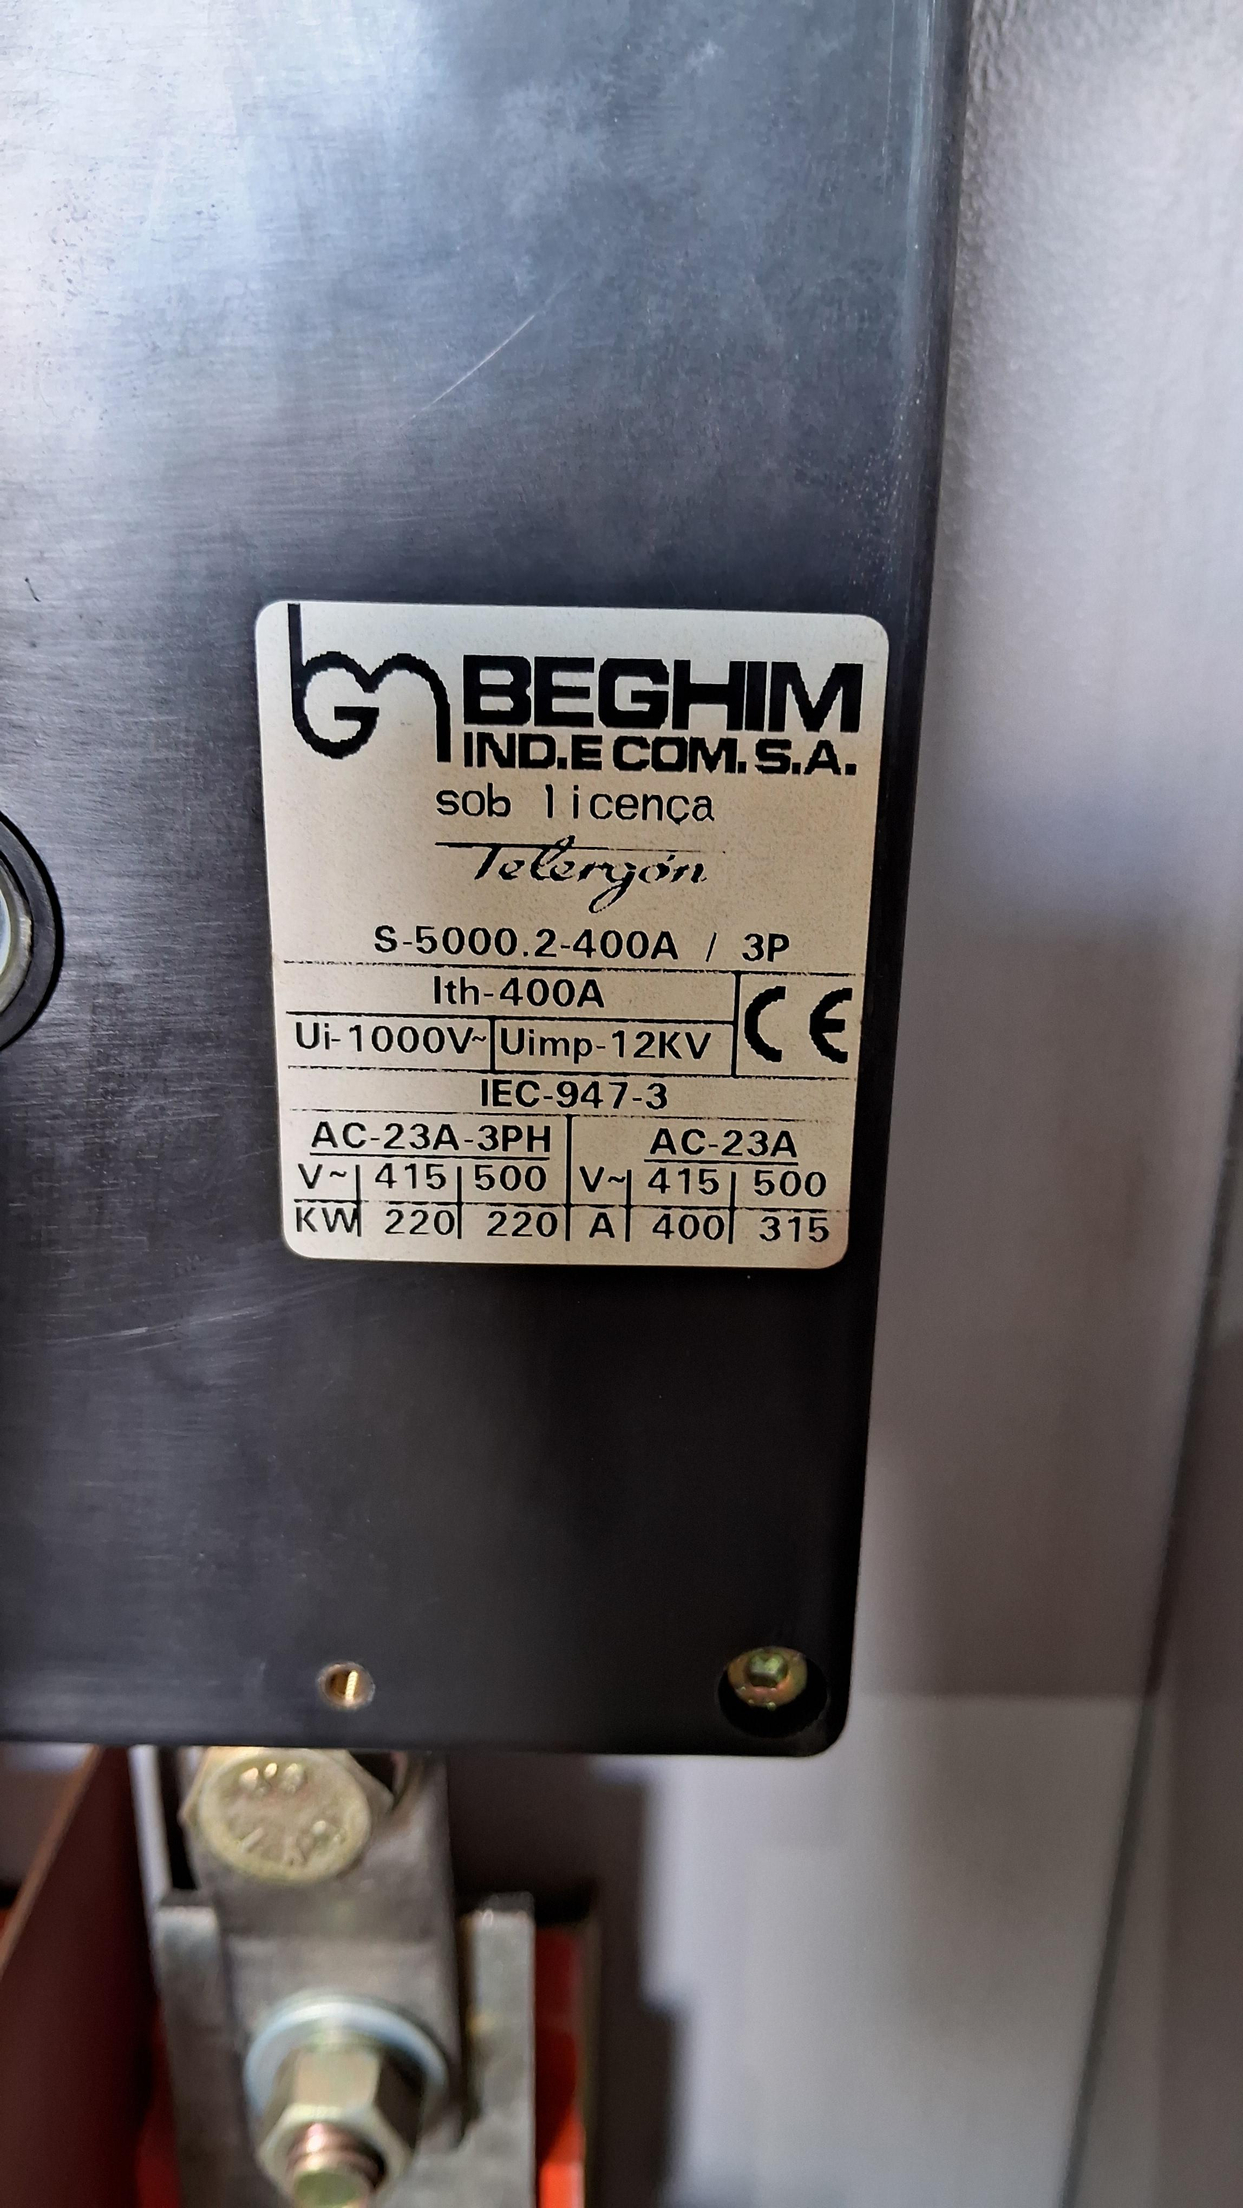 BEGHIM
IND.E COM. S.A.
sob licença
Telergón
S-5000.2-400A / 3P
Ith-400A
CE
Ui-1000V~ Uimp-12KV
IEC-947-3
AC-23A-3PH AC-23A
V~ 415 500 V~ 415 500
KW 220 220 A 400 315